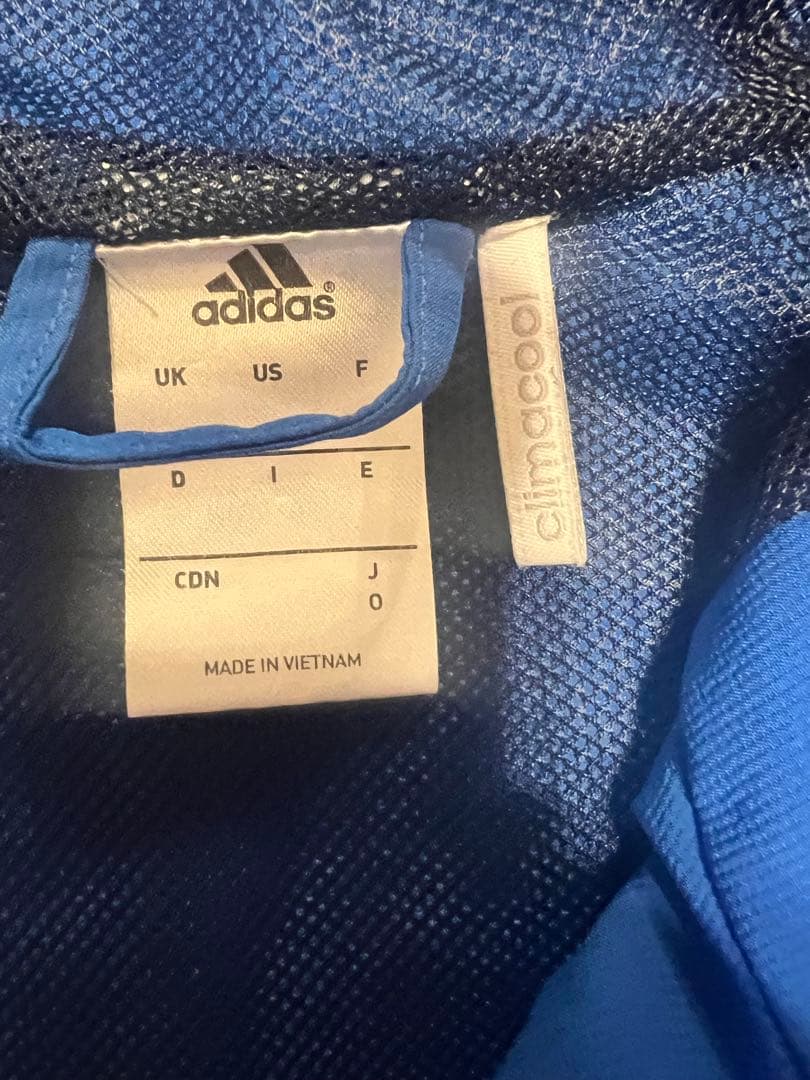 adidas®
UK US F
D I E
CDN J
O
MADE IN VIETNAM
climacool